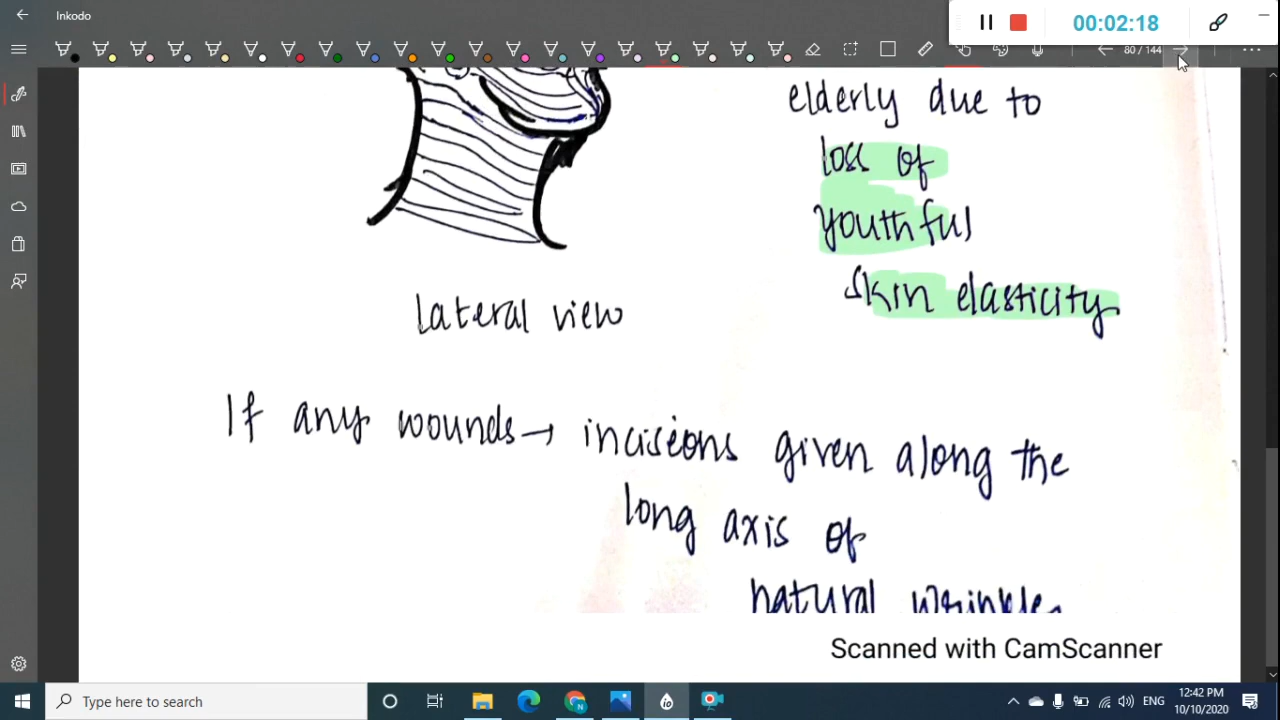 Inkodo
00:02:18
80 / 144
elderly due to
loss of
youthful
skin elasticity
lateral view
If any wounds → incisions given along the
long axis of
natural wrinkles
Scanned with CamScanner
Type here to search
ENG
12:42 PM
10/10/2020